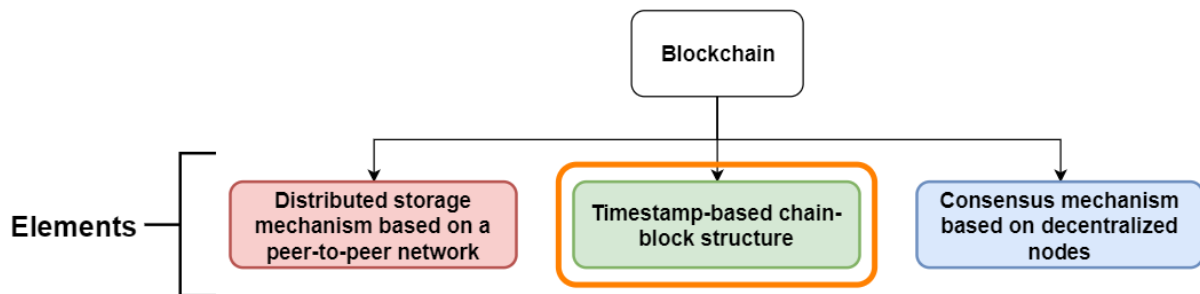 Blockchain
Elements
Distributed storage
mechanism based on a
peer-to-peer network
Timestamp-based chain-
block structure
Consensus mechanism
based on decentralized
nodes